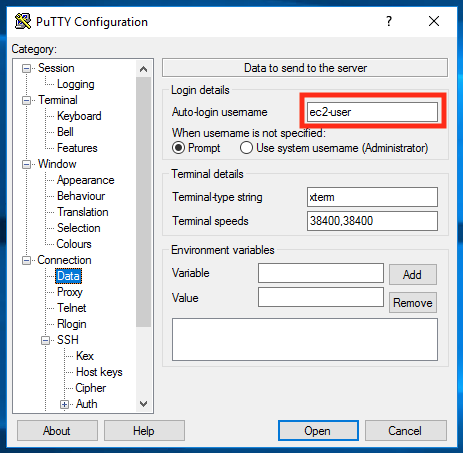 PuTTY Configuration
?
Category:
Session
Logging
Terminal
Keyboard
Bell
Features
Window
Appearance
Behaviour
Translation
Selection
Colours
Connection
Data
Proxy
Telnet
Rlogin
SSH
Kex
Host keys
Cipher
Auth
Data to send to the server
Login details
Auto-login username ec2-user
When username is not specified:
Prompt Use system username (Administrator)
Terminal details
Terminal-type string xterm
Terminal speeds 38400,38400
Environment variables
Variable Add
Value Remove
About Help Open Cancel